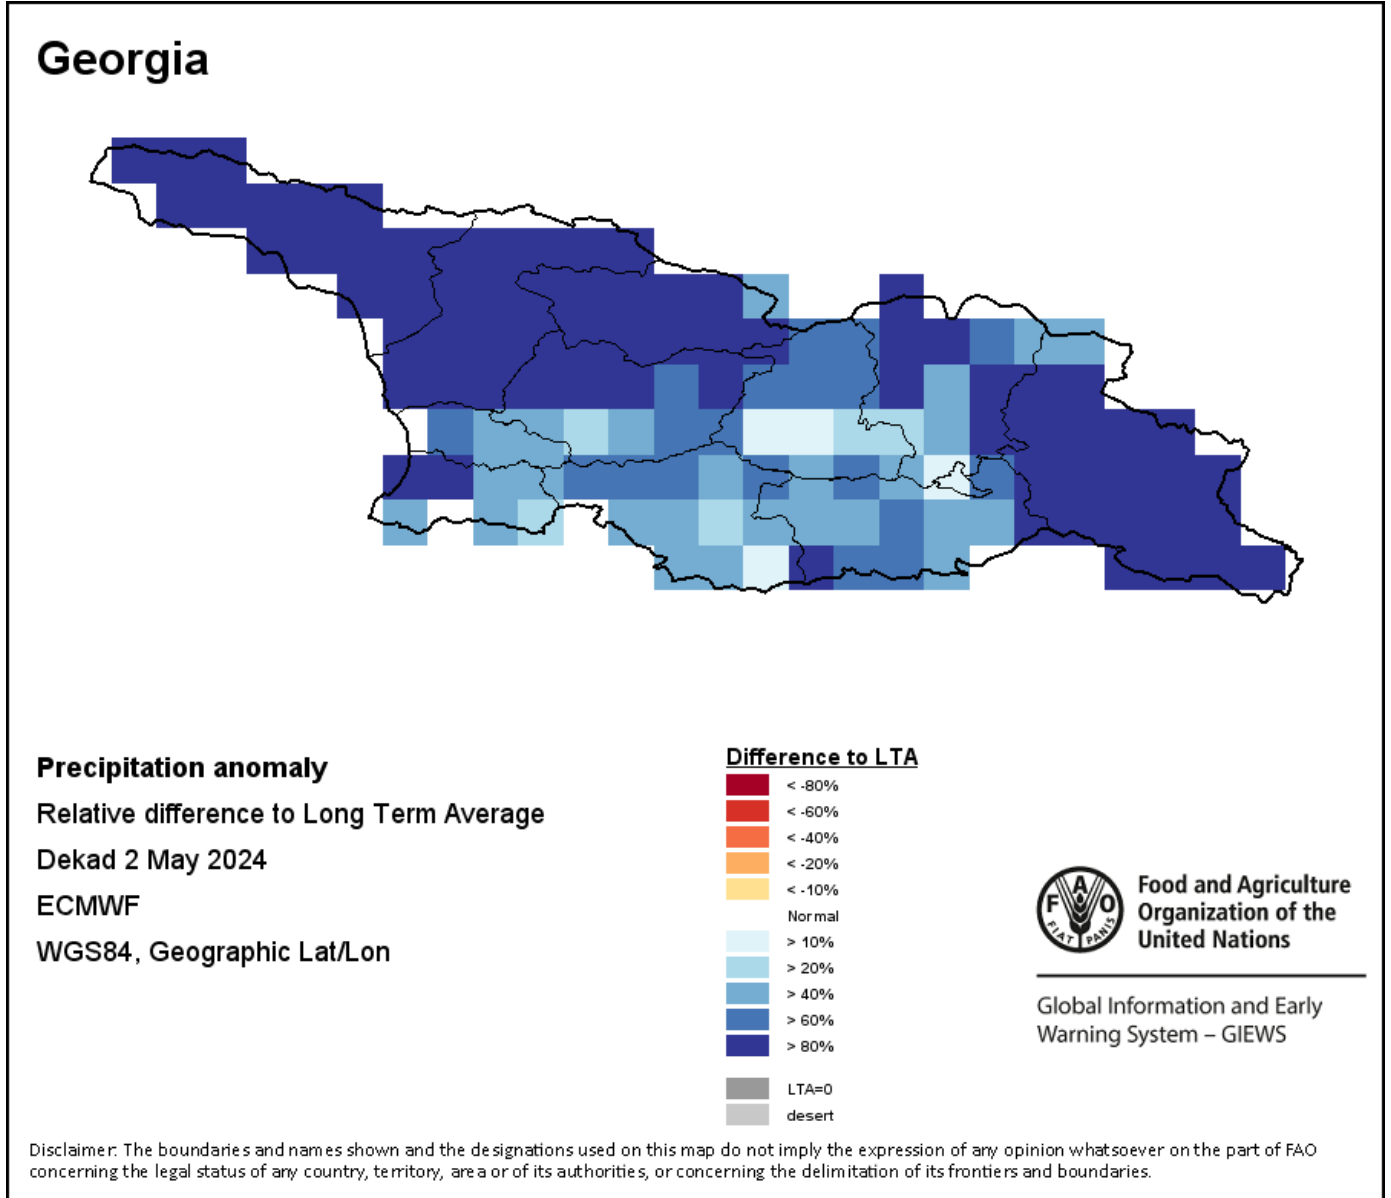 Georgia
Precipitation anomaly
Relative difference to Long Term Average
Dekad 2 May 2024
ECMWF
WGS84, Geographic Lat/Lon
Difference to LTA
< -80%
< -60%
< -40%
< -20%
< -10%
Normal
> 10%
> 20%
> 40%
> 60%
> 80%
LTA=0
desert
F A O
FIAT PANIS
Food and Agriculture
Organization of the
United Nations
Global Information and Early
Warning System – GIEWS
Disclaimer: The boundaries and names shown and the designations used on this map do not imply the expression of any opinion whatsoever on the part of FAO
concerning the legal status of any country, territory, area or of its authorities, or concerning the delimitation of its frontiers and boundaries.